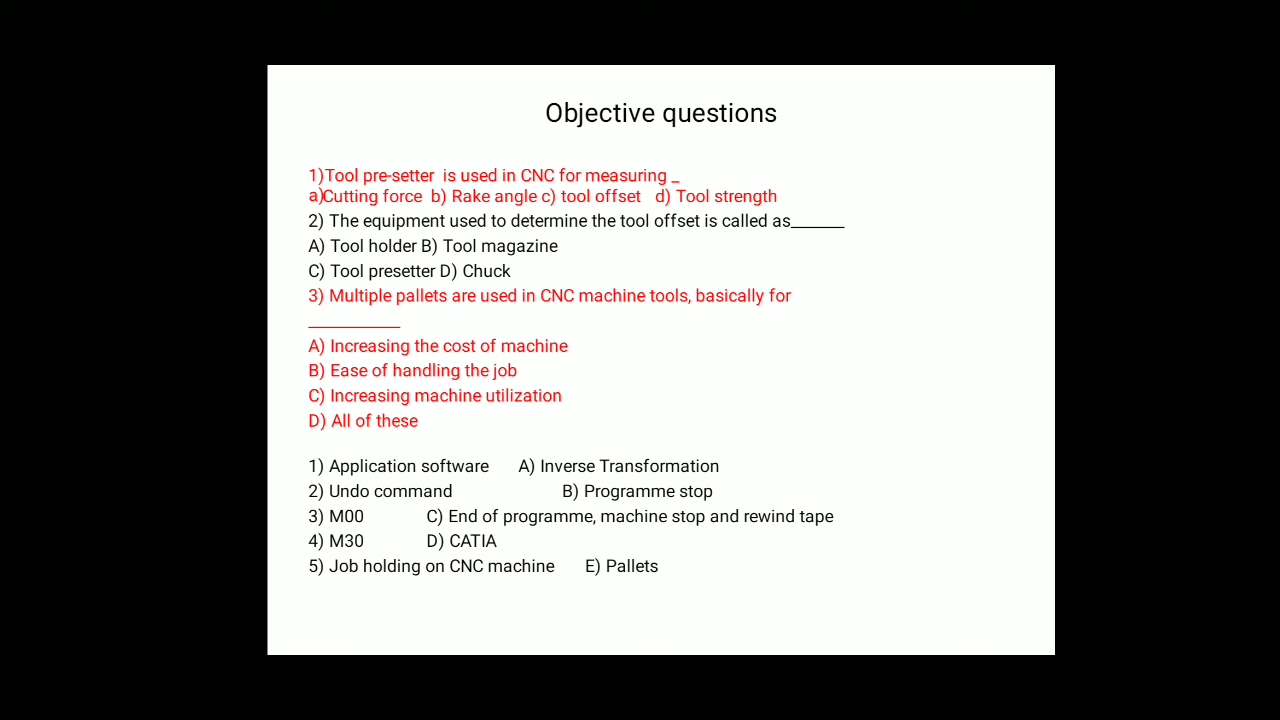 Objective questions
1)Tool pre-setter is used in CNC for measuring _
a)Cutting force b) Rake angle c) tool offset d) Tool strength
2) The equipment used to determine the tool offset is called as______
A) Tool holder B) Tool magazine
C) Tool presetter D) Chuck
3) Multiple pallets are used in CNC machine tools, basically for
__________
A) Increasing the cost of machine
B) Ease of handling the job
C) Increasing machine utilization
D) All of these
1) Application software A) Inverse Transformation
2) Undo command B) Programme stop
3) M00 C) End of programme, machine stop and rewind tape
4) M30 D) CATIA
5) Job holding on CNC machine E) Pallets